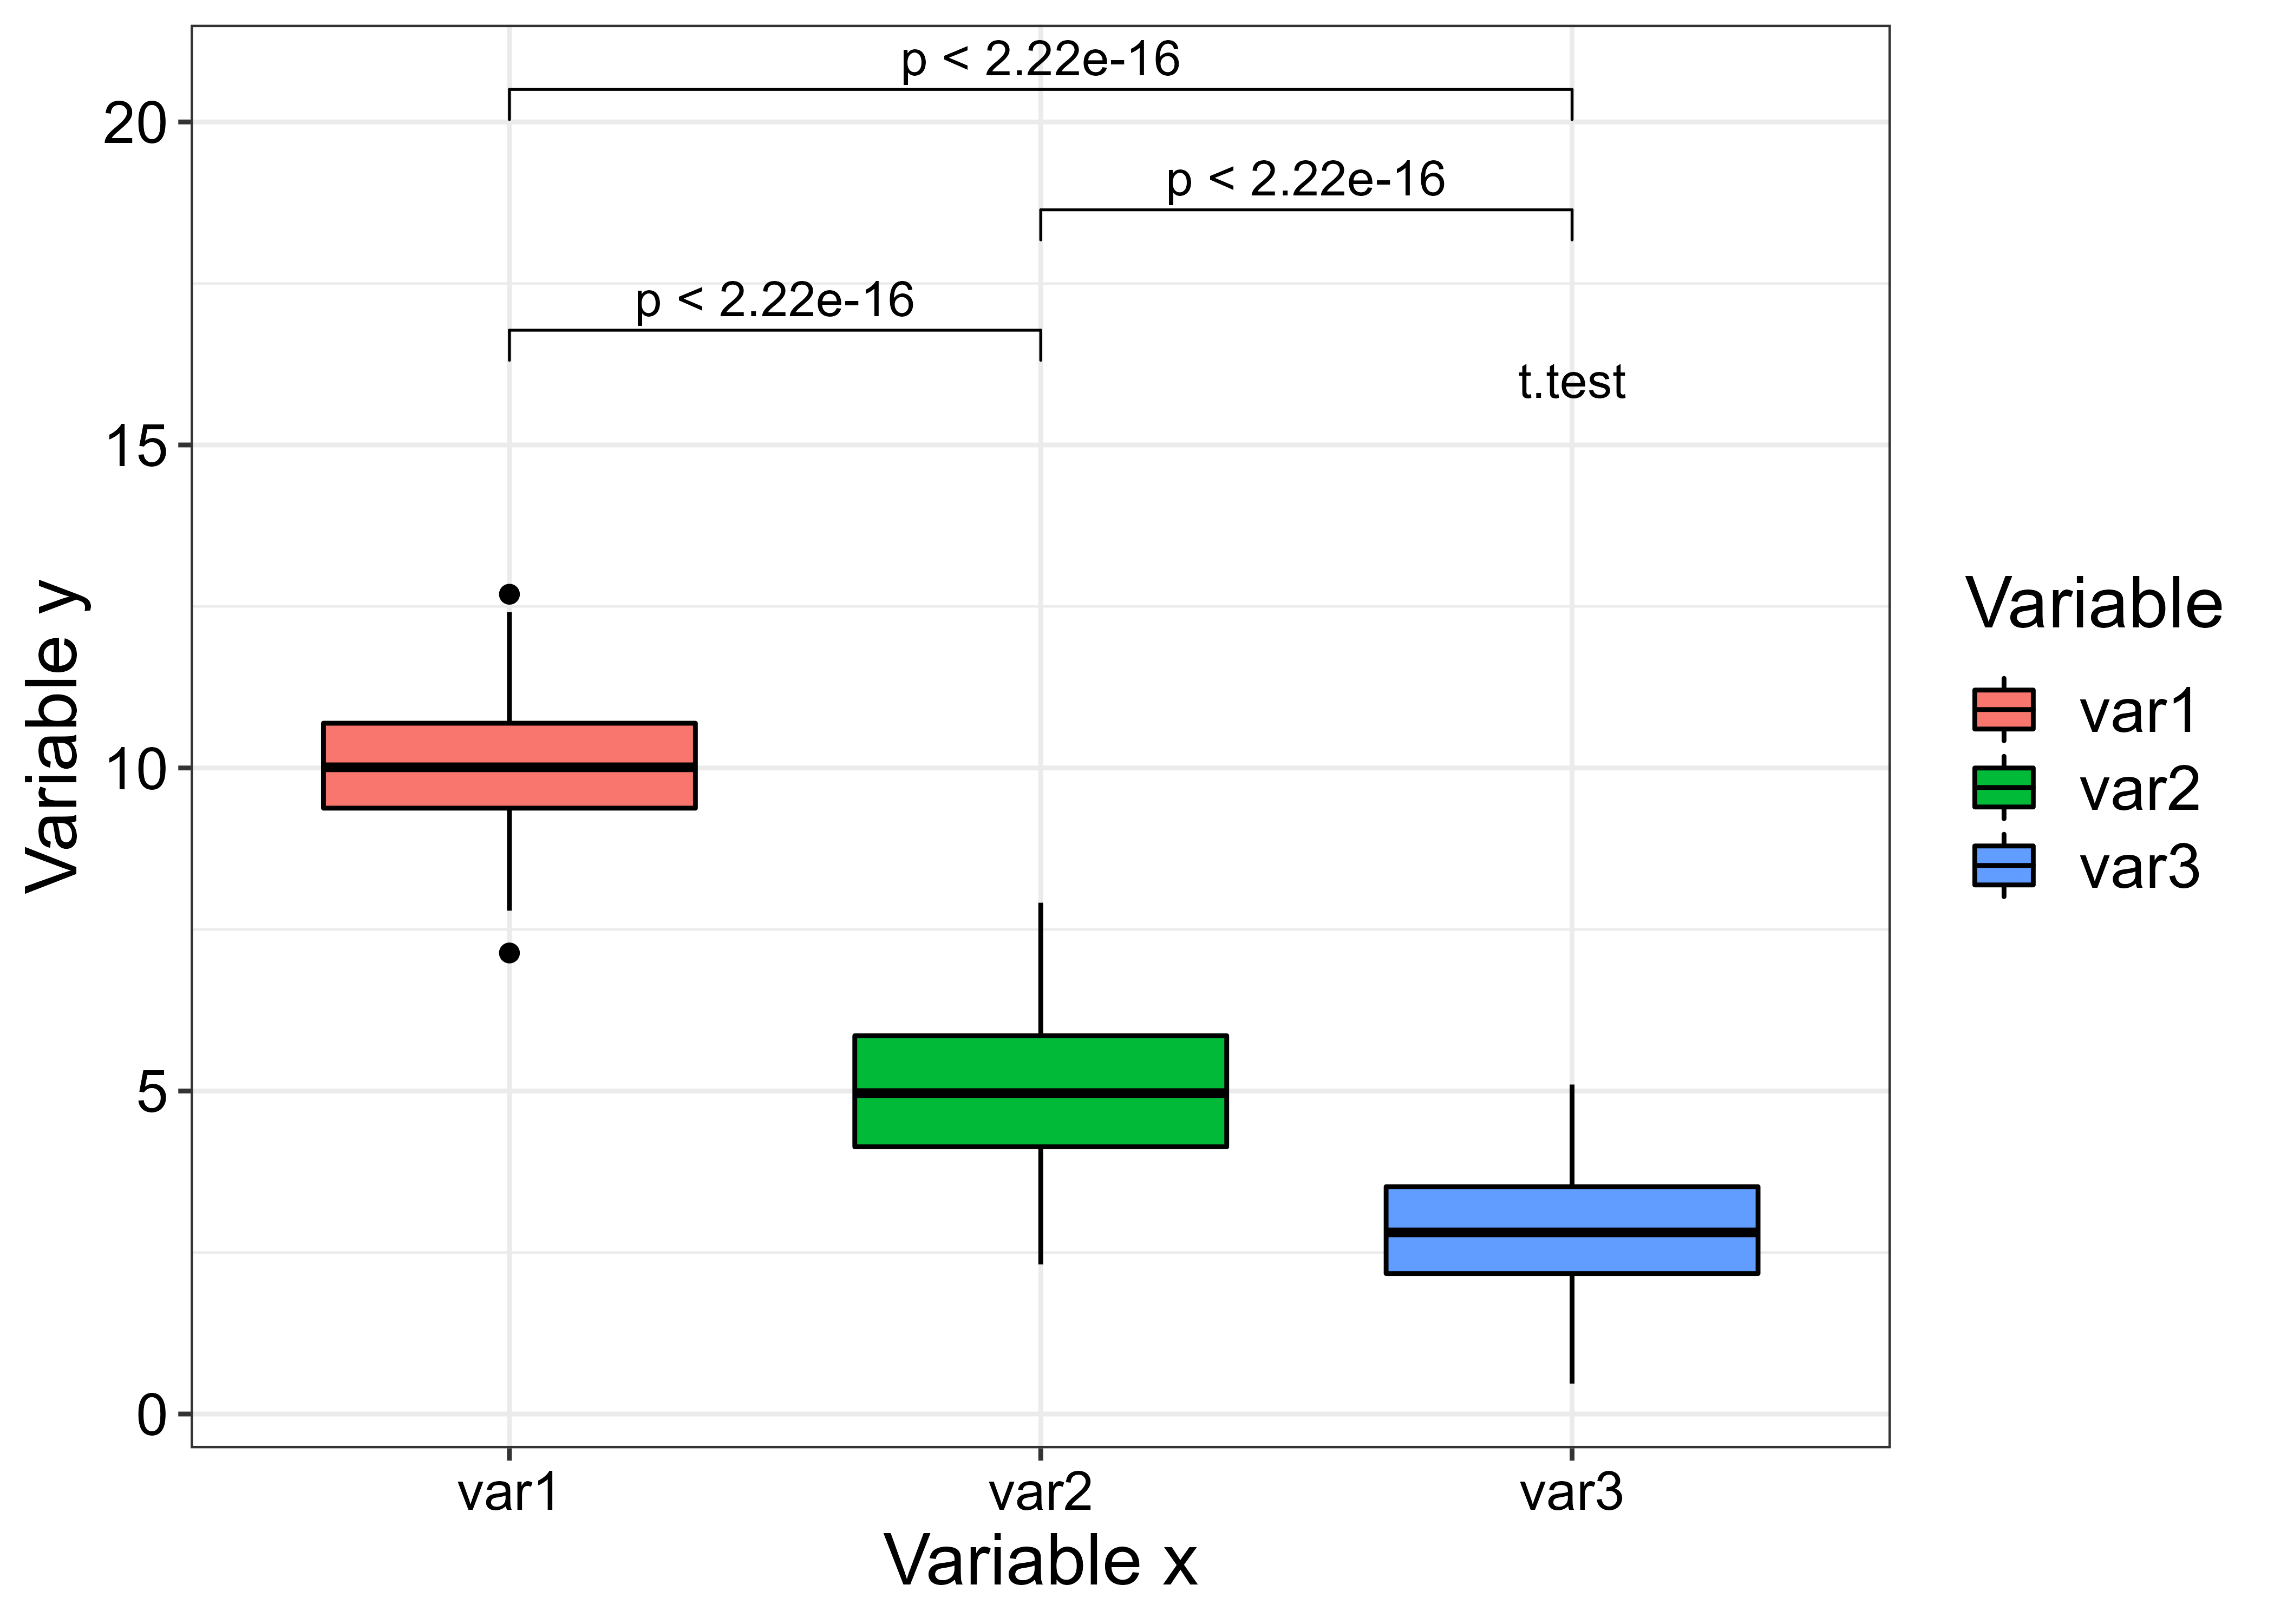 p < 2.22e-16
20
p < 2.22e-16
p < 2.22e-16
t.test
15
Variable y
10
5
0
var1
var2
var3
Variable x
Variable
var1
var2
var3